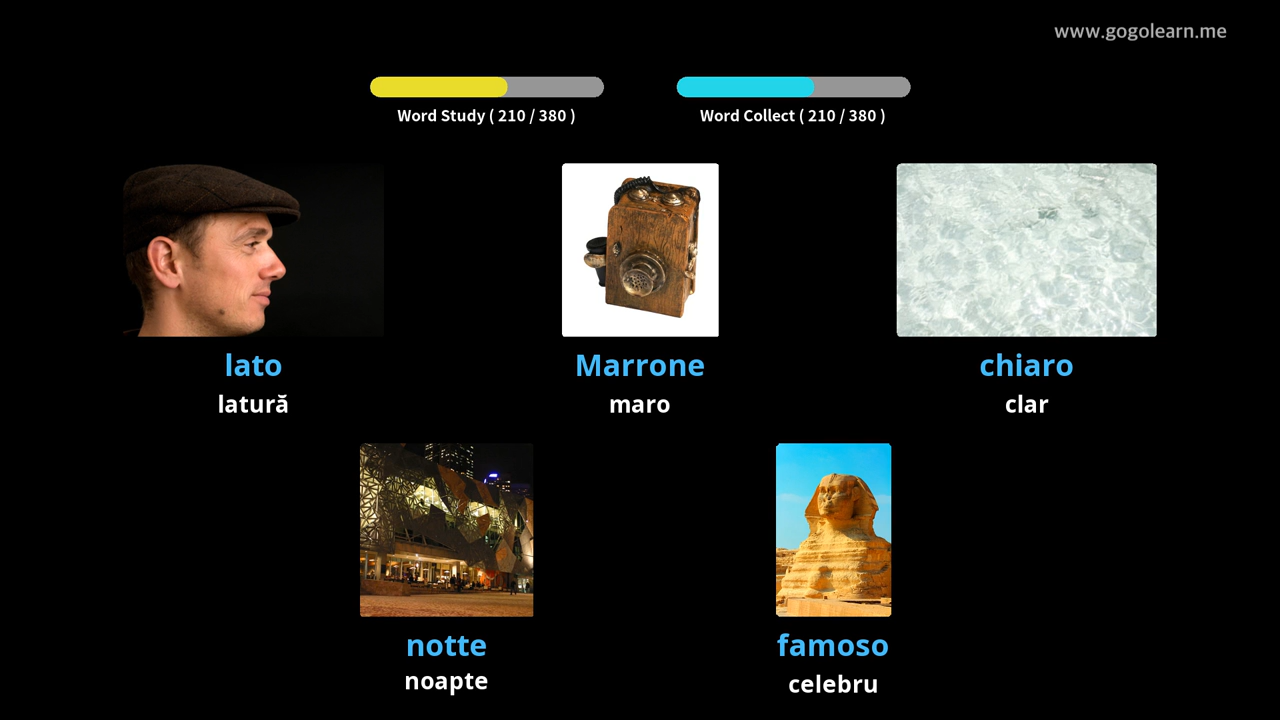 www.gogolearn.me
Word Study ( 210 / 380 )
Word Collect ( 210 / 380 )
lato
Marrone
chiaro
latură
maro
clar
notte
famoso
noapte
celebru